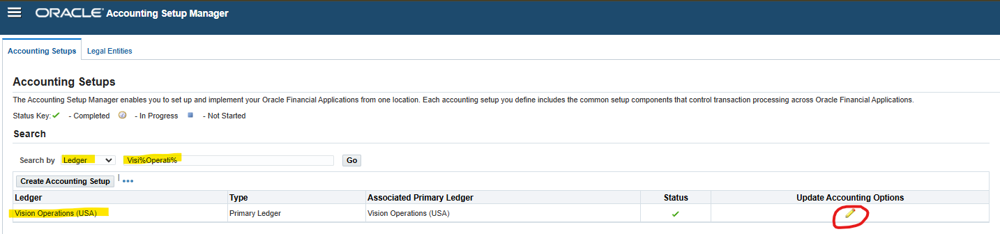 ORACLE Accounting Setup Manager
Accounting Setups Legal Entities
Accounting Setups
The Accounting Setup Manager enables you to set up and implement your Oracle Financial Applications from one location. Each accounting setup you define includes the common setup components that control transaction processing across Oracle Financial Applications.
Status Key: - Completed - In Progress - Not Started
Search
Search by Ledger Visi%Operati% Go
Create Accounting Setup | •••
Ledger Type Associated Primary Ledger Status Update Accounting Options
Vision Operations (USA) Primary Ledger Vision Operations (USA)